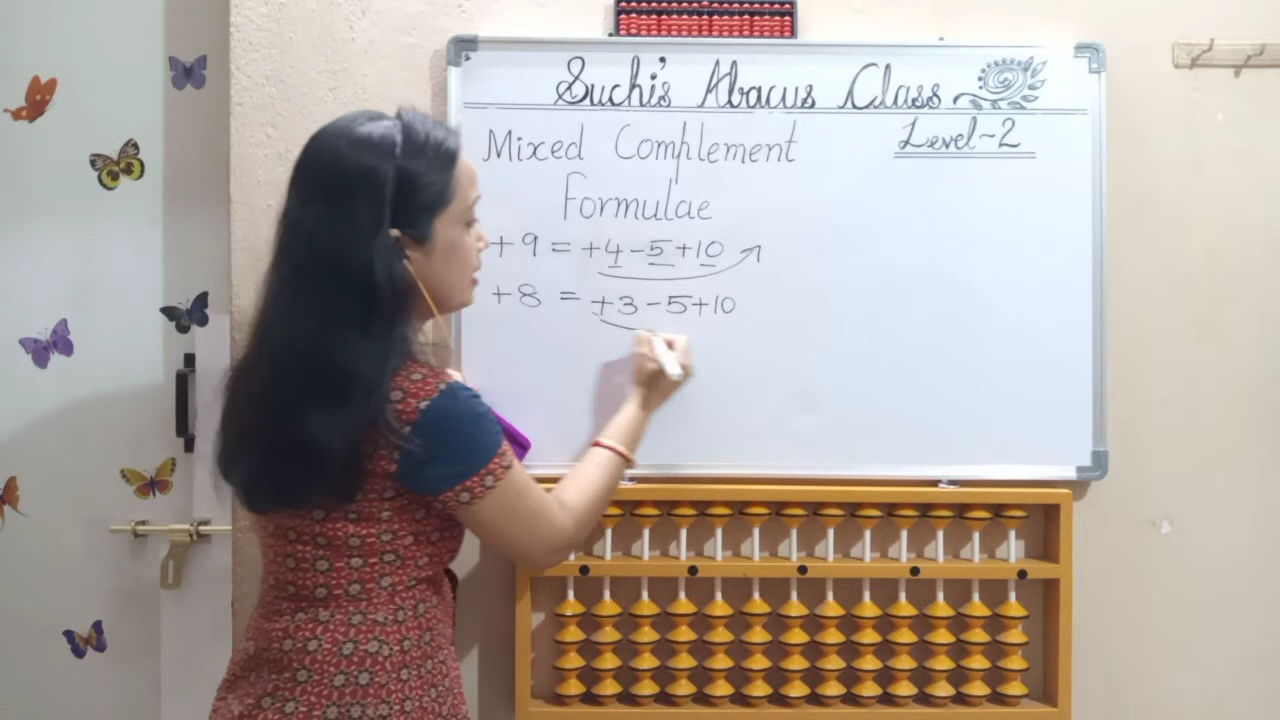 Suchi's Abacus Class
Level-2
Mixed Complement
Formulae
+9 = +4-5+10
+8 = +3-5+10